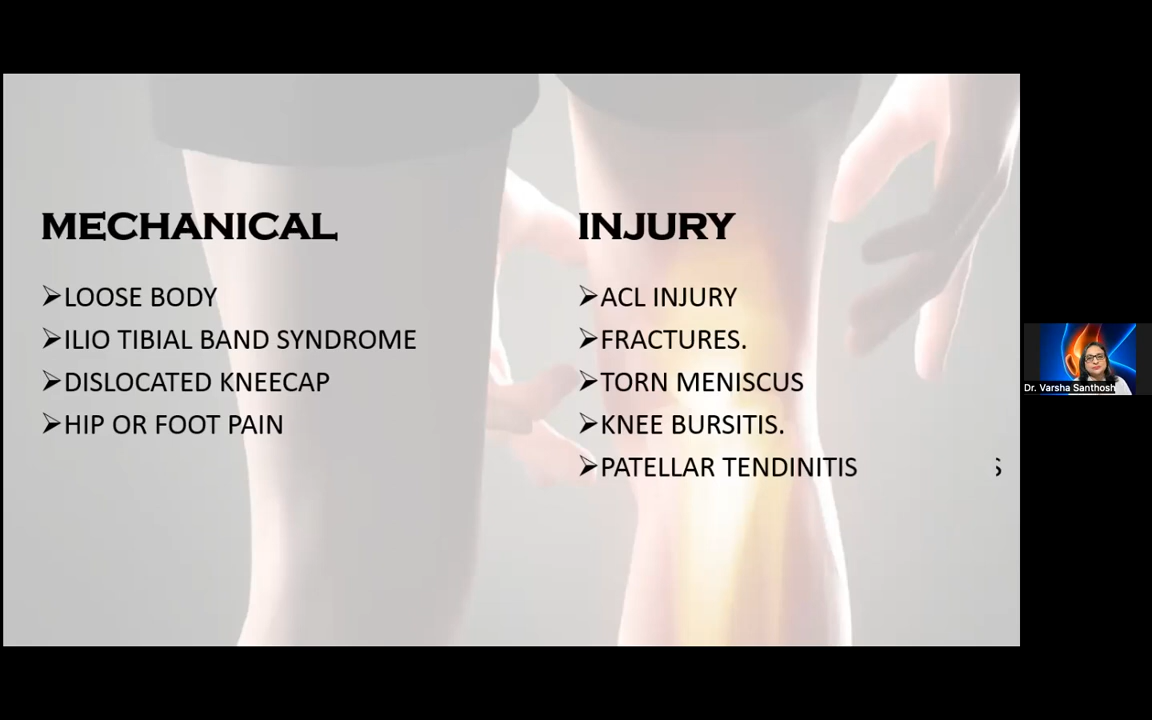 MECHANICAL
➢LOOSE BODY
➢ILIO TIBIAL BAND SYNDROME
➢DISLOCATED KNEECAP
➢HIP OR FOOT PAIN
INJURY
➢ACL INJURY
➢FRACTURES.
➢TORN MENISCUS
➢KNEE BURSITIS.
➢PATELLAR TENDINITIS
Dr. Varsha Santhosh